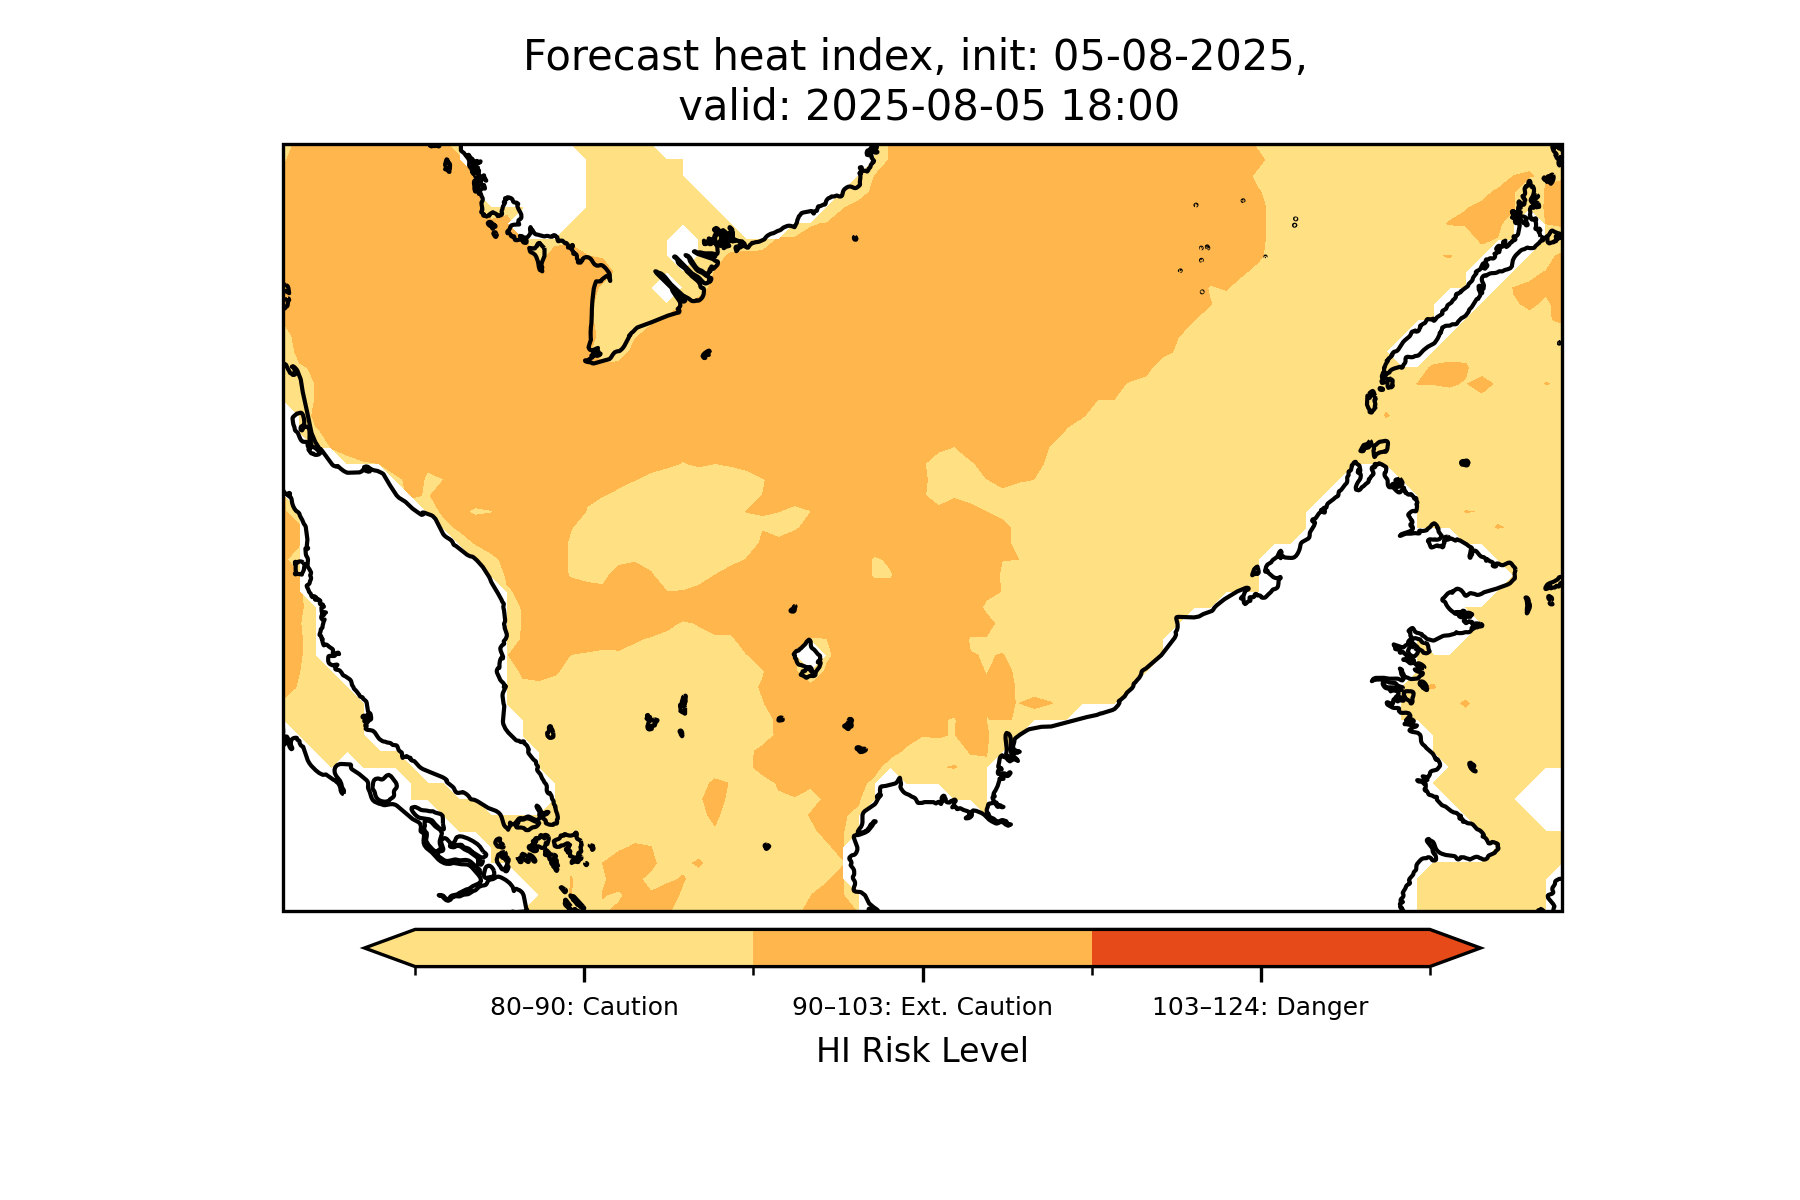 Forecast heat index, init: 05-08-2025,
valid: 2025-08-05 18:00
80–90: Caution
90–103: Ext. Caution
103–124: Danger
HI Risk Level